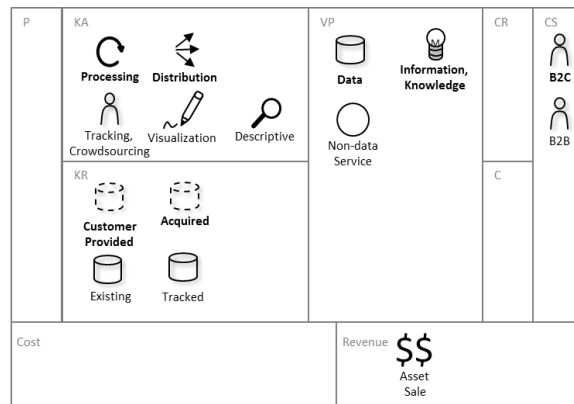 P
KA
VP
CR
CS
Processing
Distribution
Data
Information,
Knowledge
B2C
Tracking,
Crowdsourcing
Visualization
Descriptive
Non-data
Service
B2B
KR
C
Customer
Provided
Acquired
Existing
Tracked
Cost
Revenue
$$
Asset
Sale